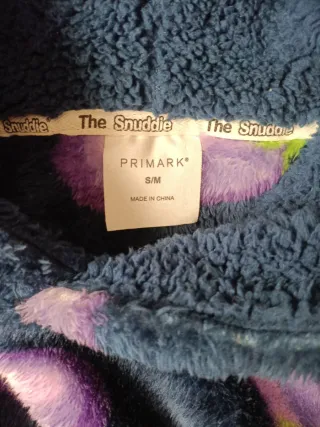 Snuddie The Snuddie The Snuddie
PRIMARK®
S/M
MADE IN CHINA